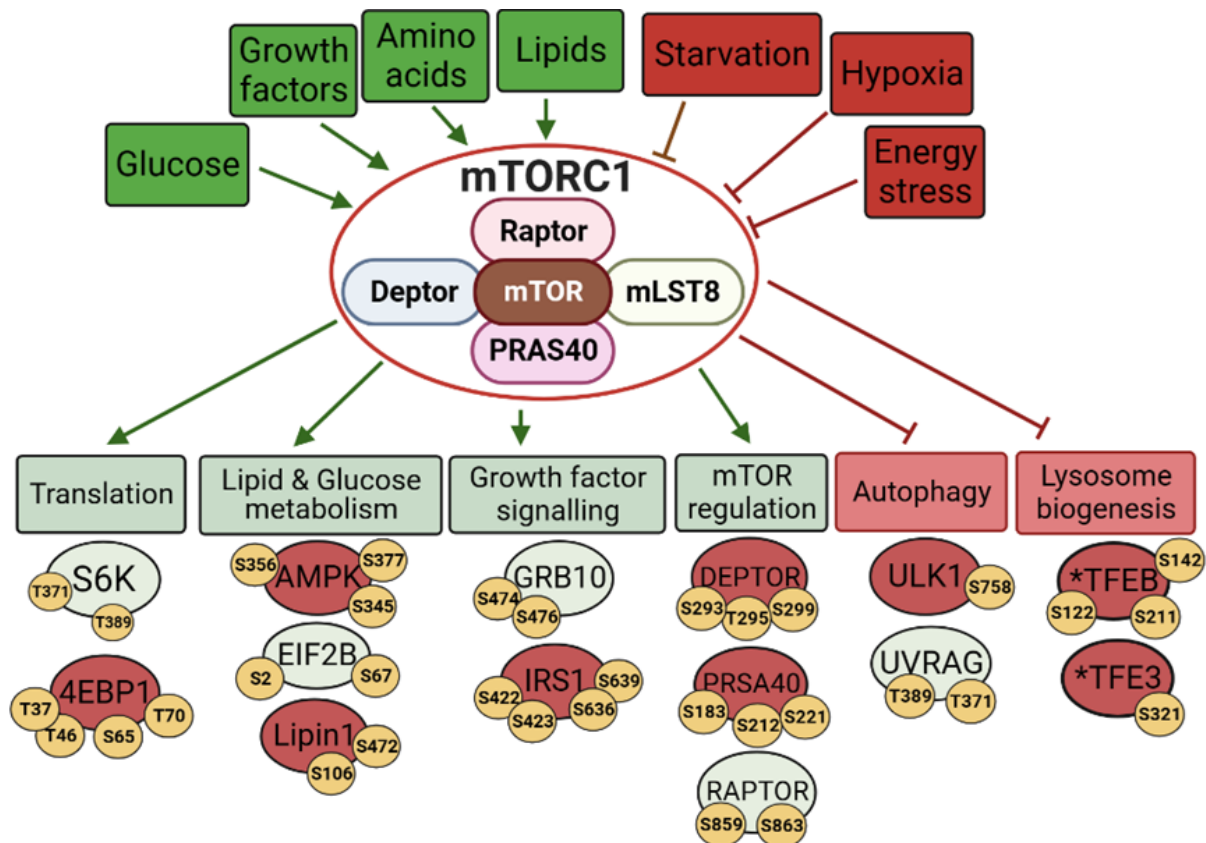 Growth
factors
Amino
acids
Lipids
Starvation
Hypoxia
Glucose
Energy
stress
mTORC1
Raptor
Deptor
mTOR
mLST8
PRAS40
Translation
Lipid & Glucose
metabolism
Growth factor
signalling
mTOR
regulation
Autophagy
Lysosome
biogenesis
S6K
T371
T389
4EBP1
T37
T46
S65
T70
S356
AMPK
S377
S345
EIF2B
S2
S67
Lipin1
S472
S106
GRB10
S474
S476
IRS1
S639
S422
S423
S636
DEPTOR
S293
T295
S299
PRSA40
S183
S212
S221
RAPTOR
S859
S863
ULK1
S758
UVRAG
T389
T371
S142
*TFEB
S122
S211
*TFE3
S321